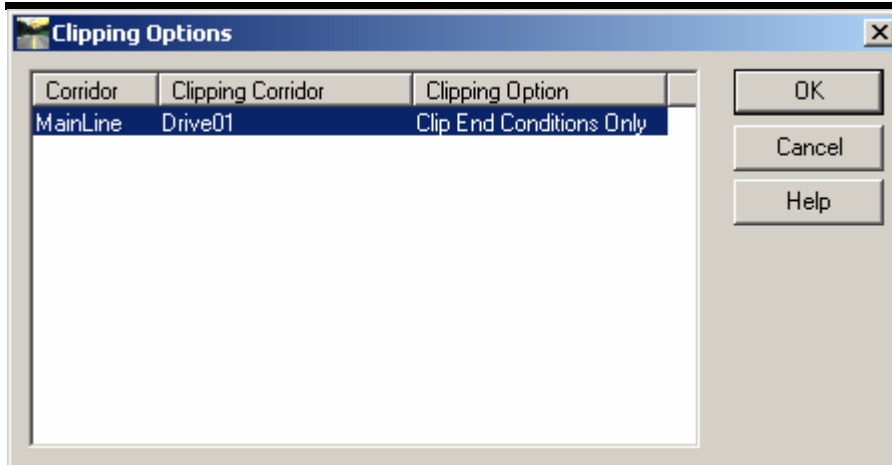 Clipping Options
Corridor Clipping Corridor Clipping Option
MainLine Drive01 Clip End Conditions Only
OK
Cancel
Help